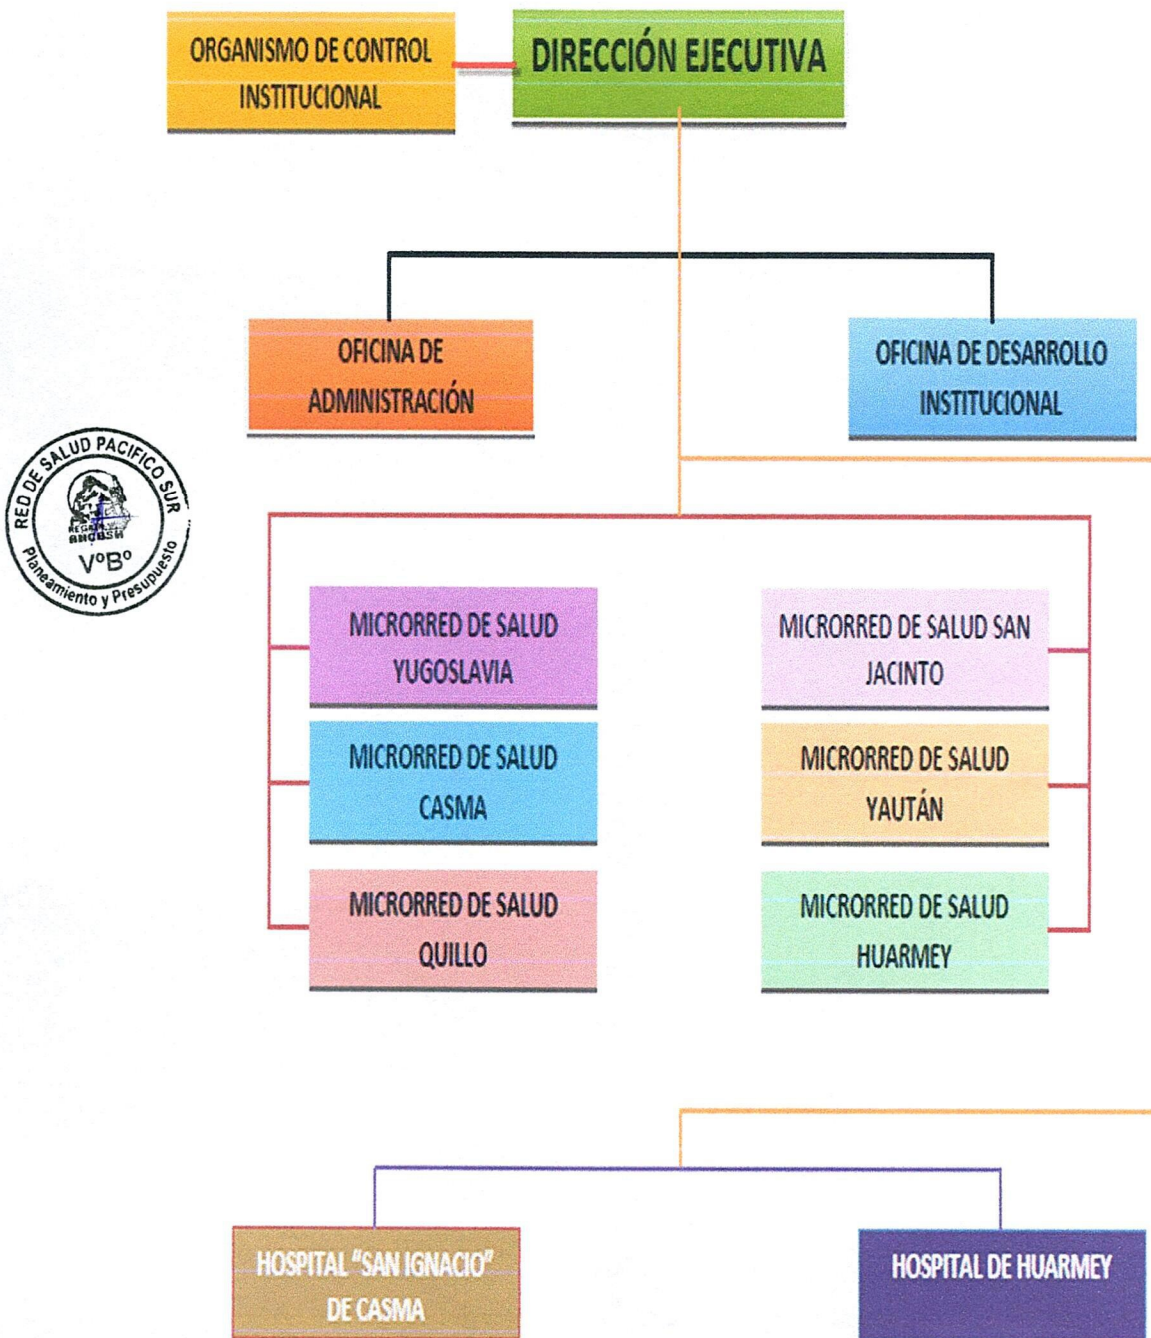 ORGANISMO DE CONTROL
INSTITUCIONAL
DIRECCIÓN EJECUTIVA
OFICINA DE
ADMINISTRACIÓN
OFICINA DE DESARROLLO
INSTITUCIONAL
RED DE SALUD PACIFICO SUR
REGION
ANCASH
VºBº
Planeamiento y Presupuesto
MICRORRED DE SALUD
YUGOSLAVIA
MICRORRED DE SALUD SAN
JACINTO
MICRORRED DE SALUD
CASMA
MICRORRED DE SALUD
YAUTÁN
MICRORRED DE SALUD
QUILLO
MICRORRED DE SALUD
HUARMEY
HOSPITAL "SAN IGNACIO"
DE CASMA
HOSPITAL DE HUARMEY